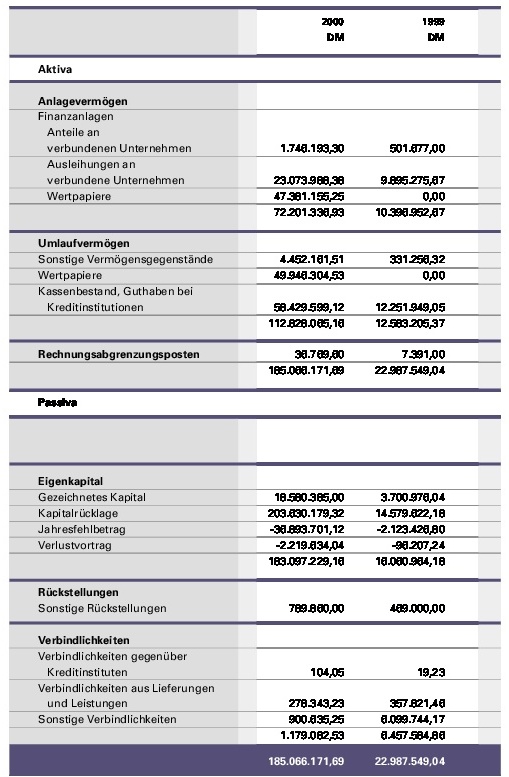 2000 1999
DM DM
Aktiva
Anlagevermögen
Finanzanlagen
Anteile an
verbundenen Unternehmen 1.746.193,30 501.677,00
Ausleihungen an
verbundene Unternehmen 23.073.988,38 9.895.275,67
Wertpapiere 47.381.155,25 0,00
72.201.336,93 10.396.952,67
Umlaufvermögen
Sonstige Vermögensgegenstände 4.452.161,51 331.256,32
Wertpapiere 49.946.304,53 0,00
Kassenbestand, Guthaben bei
Kreditinstitutionen 58.429.599,12 12.251.949,05
112.828.065,16 12.583.205,37
Rechnungsabgrenzungsposten 36.769,60 7.391,00
185.066.171,69 22.987.549,04
Passiva
Eigenkapital
Gezeichnetes Kapital 18.580.385,00 3.700.976,04
Kapitalrücklage 203.630.179,32 14.579.622,18
Jahresfehlbetrag -36.893.701,12 -2.123.426,80
Verlustvortrag -2.219.634,04 -96.207,24
183.097.229,16 16.060.964,18
Rückstellungen
Sonstige Rückstellungen 789.860,00 469.000,00
Verbindlichkeiten
Verbindlichkeiten gegenüber
Kreditinstituten 104,05 19,23
Verbindlichkeiten aus Lieferungen
und Leistungen 278.343,23 357.821,46
Sonstige Verbindlichkeiten 900.635,25 6.099.744,17
1.179.082,53 6.457.584,86
185.066.171,69 22.987.549,04